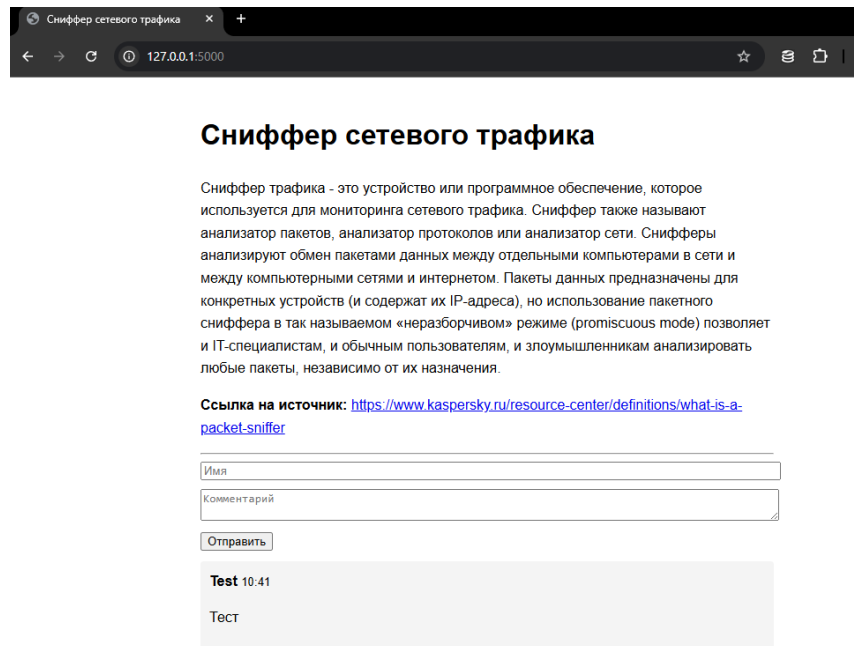 Сниффер сетевого трафика
127.0.0.1:5000
Сниффер сетевого трафика
Сниффер трафика - это устройство или программное обеспечение, которое
используется для мониторинга сетевого трафика. Сниффер также называют
анализатор пакетов, анализатор протоколов или анализатор сети. Снифферы
анализируют обмен пакетами данных между отдельными компьютерами в сети и
между компьютерными сетями и интернетом. Пакеты данных предназначены для
конкретных устройств (и содержат их IP-адреса), но использование пакетного
сниффера в так называемом «неразборчивом» режиме (promiscuous mode) позволяет
и IT-специалистам, и обычным пользователям, и злоумышленникам анализировать
любые пакеты, независимо от их назначения.
Ссылка на источник: https://www.kaspersky.ru/resource-center/definitions/what-is-a-
packet-sniffer
Имя
Комментарий
Отправить
Test 10:41
Тест